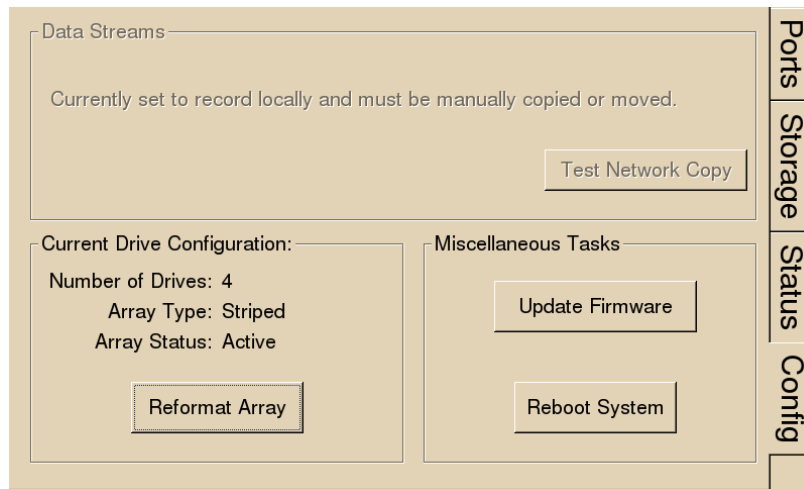 Data Streams
Currently set to record locally and must be manually copied or moved.
Test Network Copy
Current Drive Configuration:
Number of Drives: 4
Array Type: Striped
Array Status: Active
Reformat Array
Miscellaneous Tasks
Update Firmware
Reboot System
Ports
Storage
Status
Config